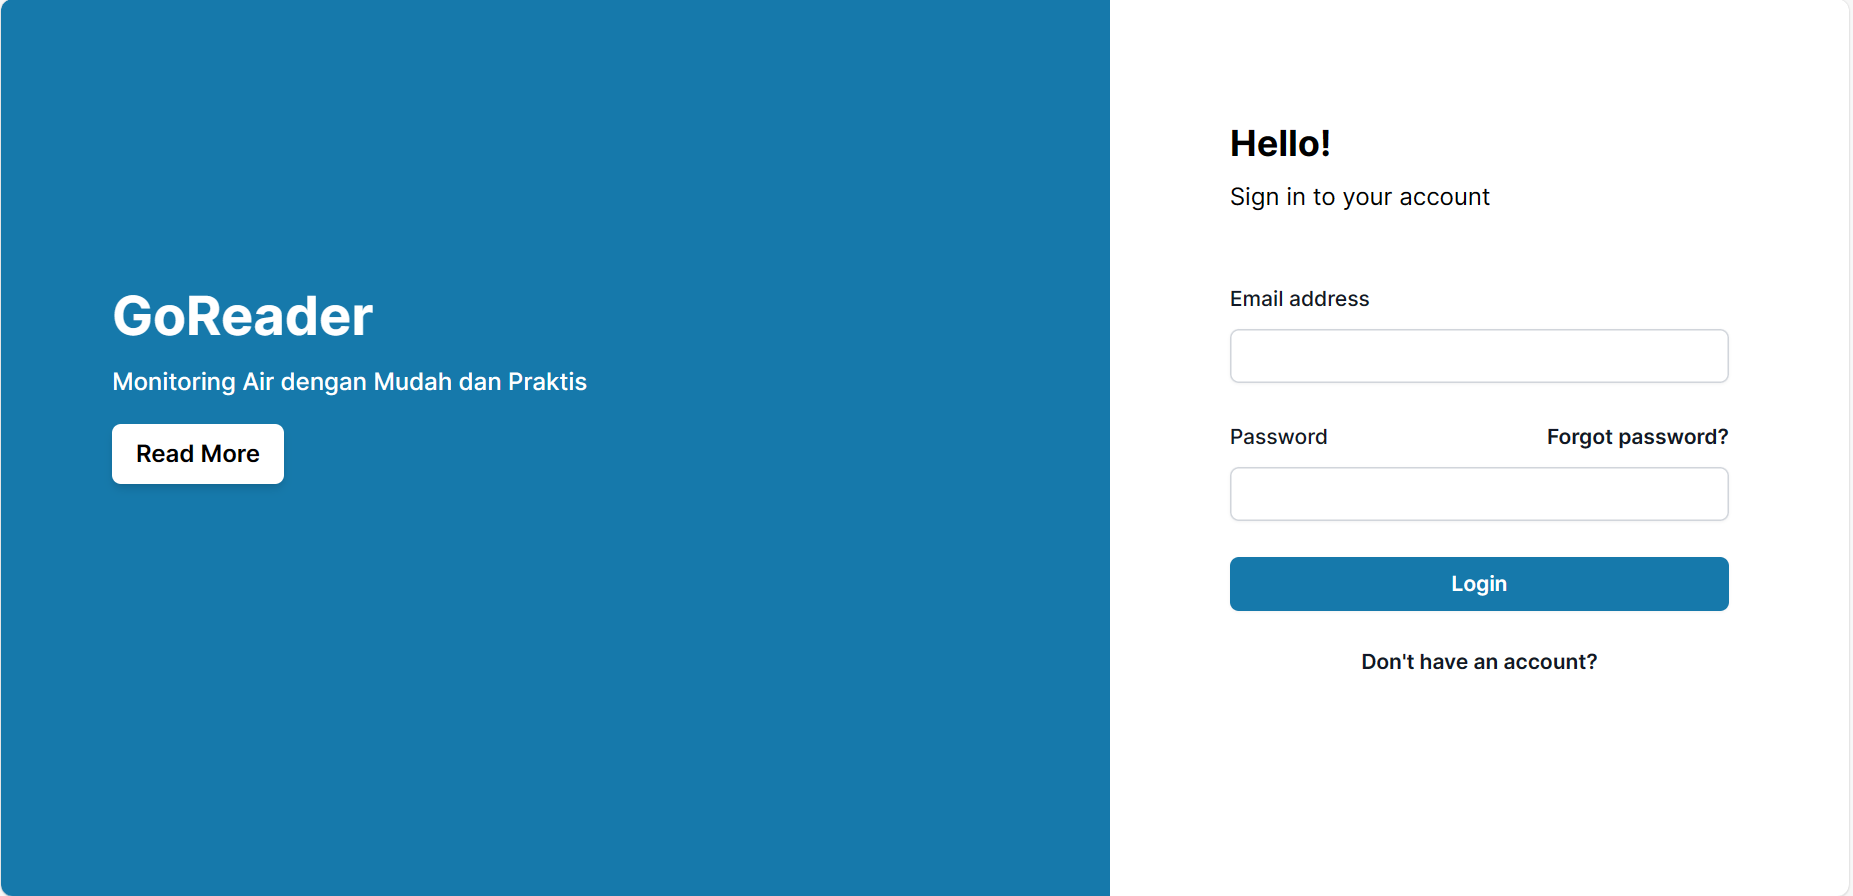 GoReader
Monitoring Air dengan Mudah dan Praktis
Read More
Hello!
Sign in to your account
Email address
Password
Forgot password?
Login
Don't have an account?